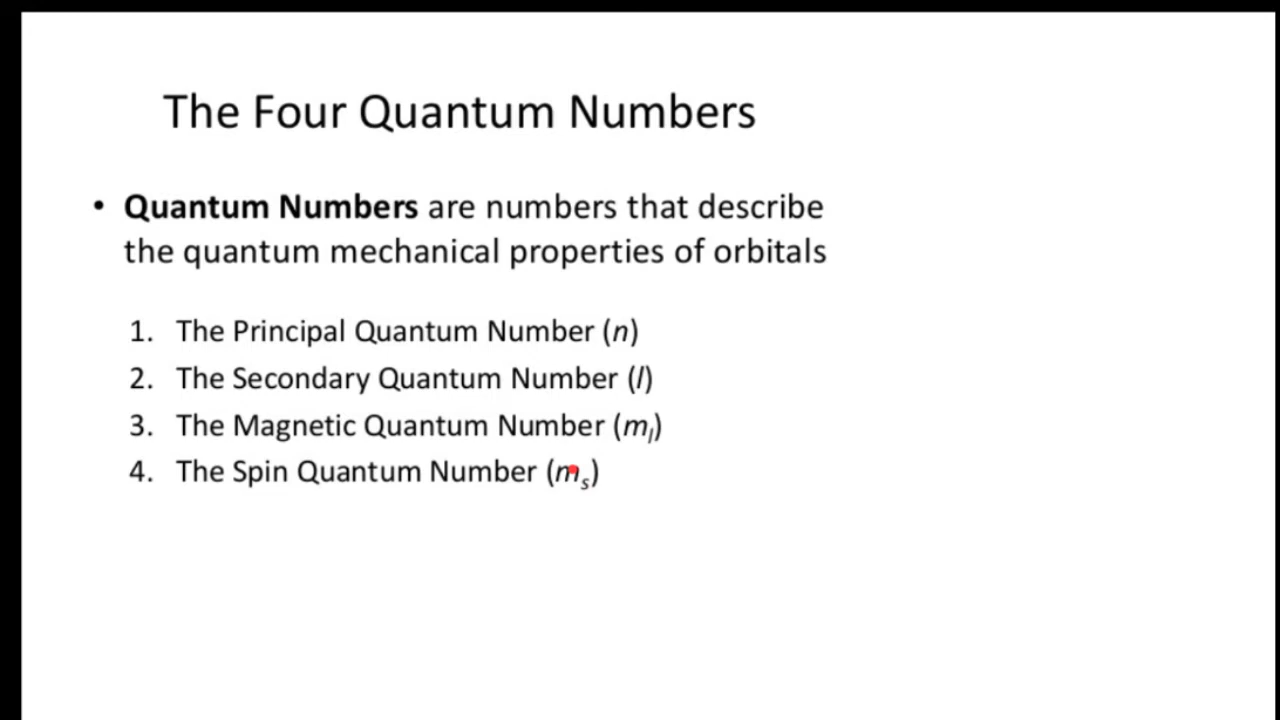 The Four Quantum Numbers
• Quantum Numbers are numbers that describe
the quantum mechanical properties of orbitals
1. The Principal Quantum Number (n)
2. The Secondary Quantum Number (l)
3. The Magnetic Quantum Number (mₗ)
4. The Spin Quantum Number (mₛ)